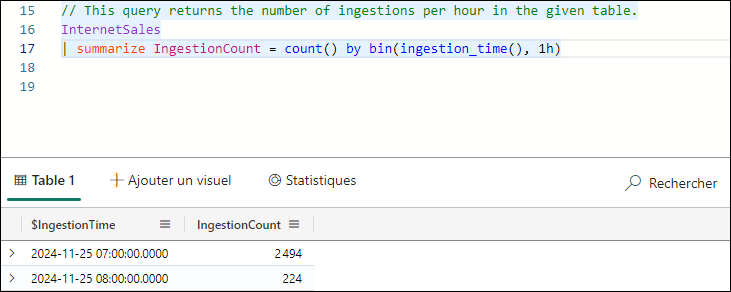 15 // This query returns the number of ingestions per hour in the given table.
16 InternetSales
17 | summarize IngestionCount = count() by bin(ingestion_time(), 1h)
18
19
Table 1 Ajouter un visuel Statistiques Rechercher
$IngestionTime IngestionCount
2024-11-25 07:00:00.0000 2 494
2024-11-25 08:00:00.0000 224